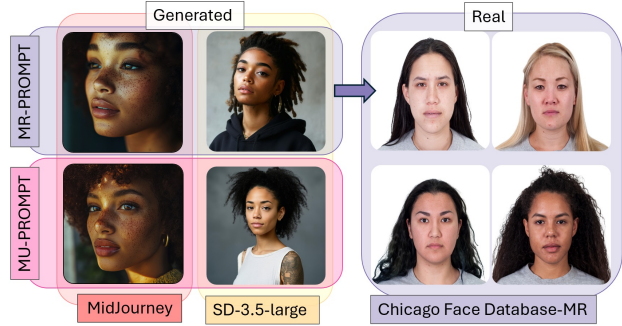 Generated
Real
MR-PROMPT
MU-PROMPT
MidJourney
SD-3.5-large
Chicago Face Database-MR